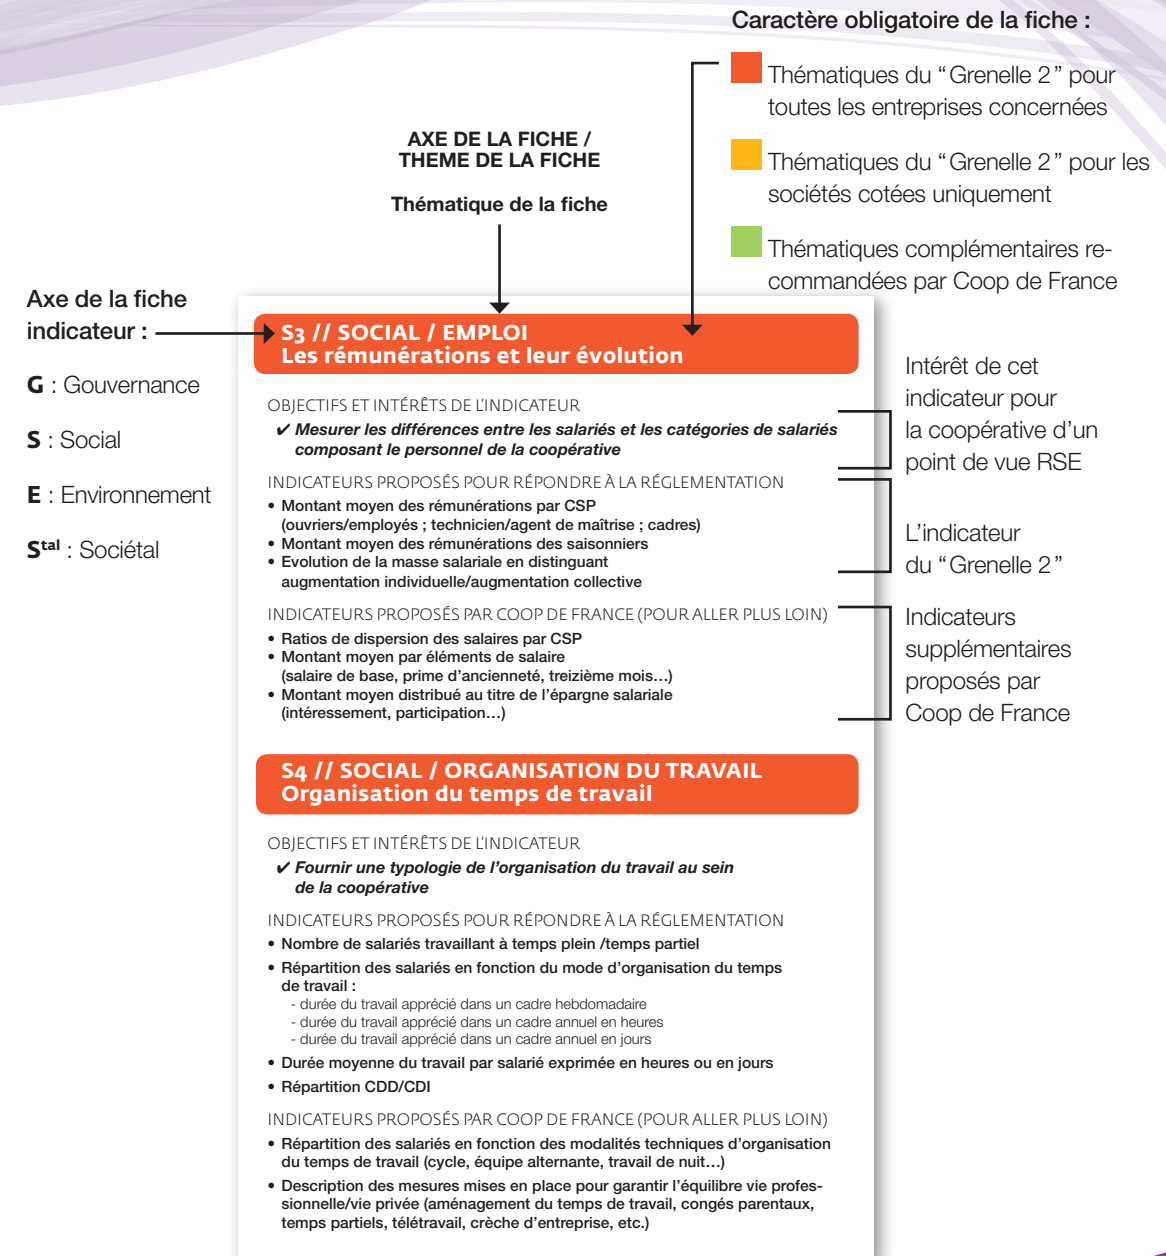 Caractère obligatoire de la fiche :
Thématiques du “Grenelle 2” pour
toutes les entreprises concernées
Thématiques du “Grenelle 2” pour les
sociétés cotées uniquement
Thématiques complémentaires re-
commandées par Coop de France
AXE DE LA FICHE /
THEME DE LA FICHE
Thématique de la fiche
Axe de la fiche
indicateur :
G : Gouvernance
S : Social
E : Environnement
Stal : Sociétal
S3 // SOCIAL / EMPLOI
Les rémunérations et leur évolution
OBJECTIFS ET INTÉRÊTS DE L'INDICATEUR
✔ Mesurer les différences entre les salariés et les catégories de salariés
composant le personnel de la coopérative
INDICATEURS PROPOSÉS POUR RÉPONDRE À LA RÉGLEMENTATION
• Montant moyen des rémunérations par CSP
(ouvriers/employés ; technicien/agent de maîtrise ; cadres)
• Montant moyen des rémunérations des saisonniers
• Evolution de la masse salariale en distinguant
augmentation individuelle/augmentation collective
INDICATEURS PROPOSÉS PAR COOP DE FRANCE (POUR ALLER PLUS LOIN)
• Ratios de dispersion des salaires par CSP
• Montant moyen par éléments de salaire
(salaire de base, prime d’ancienneté, treizième mois…)
• Montant moyen distribué au titre de l’épargne salariale
(intéressement, participation…)
Intérêt de cet
indicateur pour
la coopérative d’un
point de vue RSE
L’indicateur
du “Grenelle 2”
Indicateurs
supplémentaires
proposés par
Coop de France
S4 // SOCIAL / ORGANISATION DU TRAVAIL
Organisation du temps de travail
OBJECTIFS ET INTÉRÊTS DE L'INDICATEUR
✔ Fournir une typologie de l’organisation du travail au sein
de la coopérative
INDICATEURS PROPOSÉS POUR RÉPONDRE À LA RÉGLEMENTATION
• Nombre de salariés travaillant à temps plein /temps partiel
• Répartition des salariés en fonction du mode d’organisation du temps
de travail :
- durée du travail apprécié dans un cadre hebdomadaire
- durée du travail apprécié dans un cadre annuel en heures
- durée du travail apprécié dans un cadre annuel en jours
• Durée moyenne du travail par salarié exprimée en heures ou en jours
• Répartition CDD/CDI
INDICATEURS PROPOSÉS PAR COOP DE FRANCE (POUR ALLER PLUS LOIN)
• Répartition des salariés en fonction des modalités techniques d’organisation
du temps de travail (cycle, équipe alternante, travail de nuit…)
• Description des mesures mises en place pour garantir l’équilibre vie profes-
sionnelle/vie privée (aménagement du temps de travail, congés parentaux,
temps partiels, télétravail, crèche d’entreprise, etc.)